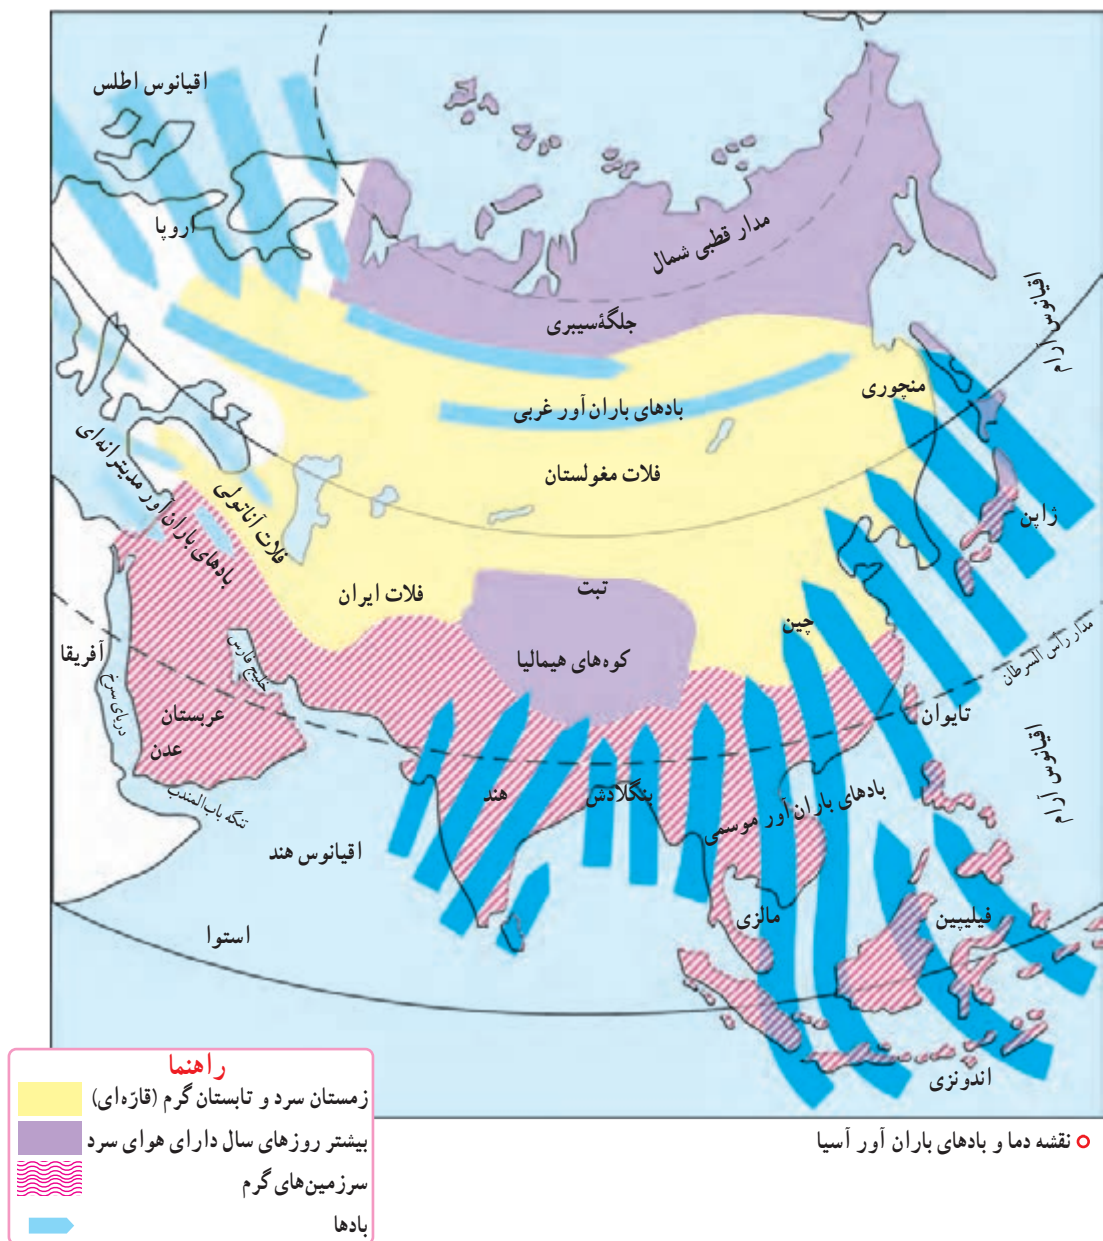 اقیانوس اطلس
اروپا
مدار قطبی شمال
جلگهٔ سیبری
اقیانوس آرام
منچوری
بادهای باران آور غربی
فلات مغولستان
ژاپن
بادهای باران آور مدیترانه‌ای
فلات آناتولی
فلات ایران
تبت
چین
کوه‌های هیمالیا
مدار رأس السرطان
آفریقا
دریای سرخ
خلیج فارس
عربستان
عدن
تنگه باب‌المندب
تایوان
اقیانوس آرام
هند
بنگلادش
بادهای باران آور موسمی
اقیانوس هند
استوا
مالزی
فیلیپین
اندونزی
راهنما
زمستان سرد و تابستان گرم (قارّه‌ای)
بیشتر روزهای سال دارای هوای سرد
سرزمین‌های گرم
بادها
نقشه دما و بادهای باران آور آسیا